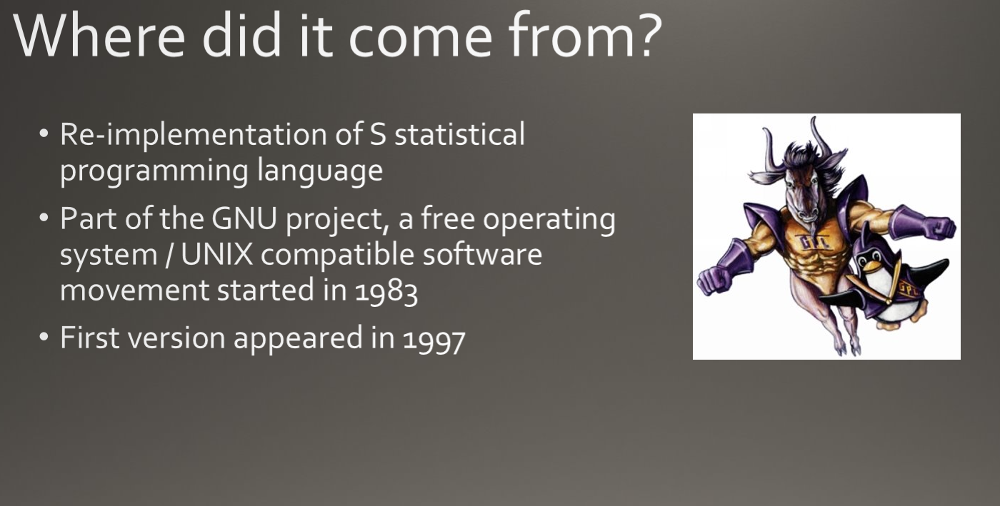 Where did it come from?
• Re-implementation of S statistical
programming language
• Part of the GNU project, a free operating
system / UNIX compatible software
movement started in 1983
• First version appeared in 1997
GPL
GPL